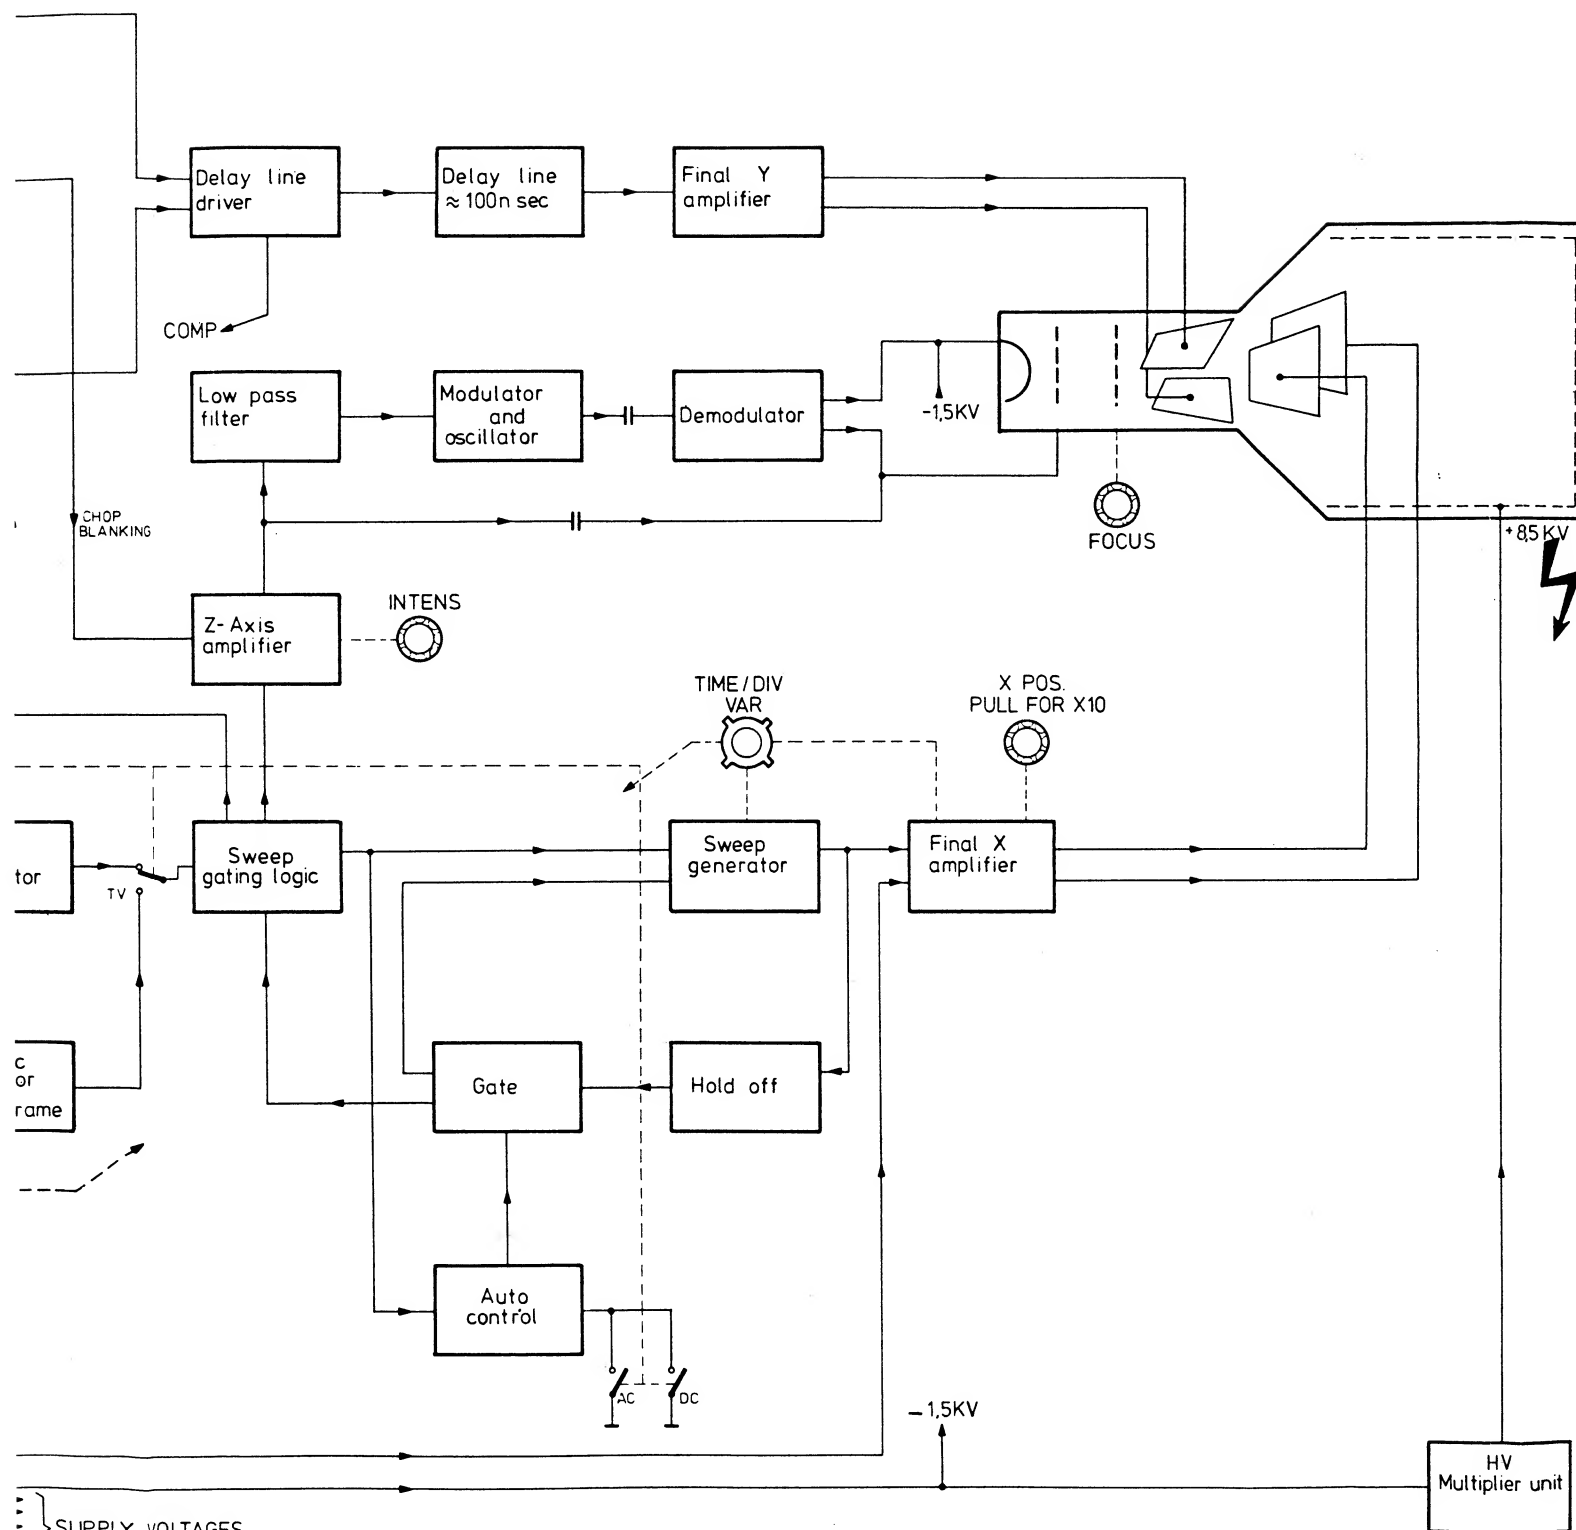 Delay line
driver
Delay line
≈ 100n sec
Final Y
amplifier
COMP
Low pass
filter
Modulator
and
oscillator
Demodulator
-1,5KV
FOCUS
+8,5KV
CHOP
BLANKING
INTENS
Z-Axis
amplifier
TIME/DIV
VAR
X POS.
PULL FOR X10
tor
TV
Sweep
gating logic
Sweep
generator
Final X
amplifier
c
or
rame
Gate
Hold off
Auto
control
AC
DC
-1,5KV
HV
Multiplier unit
SUPPLY VOLTAGES